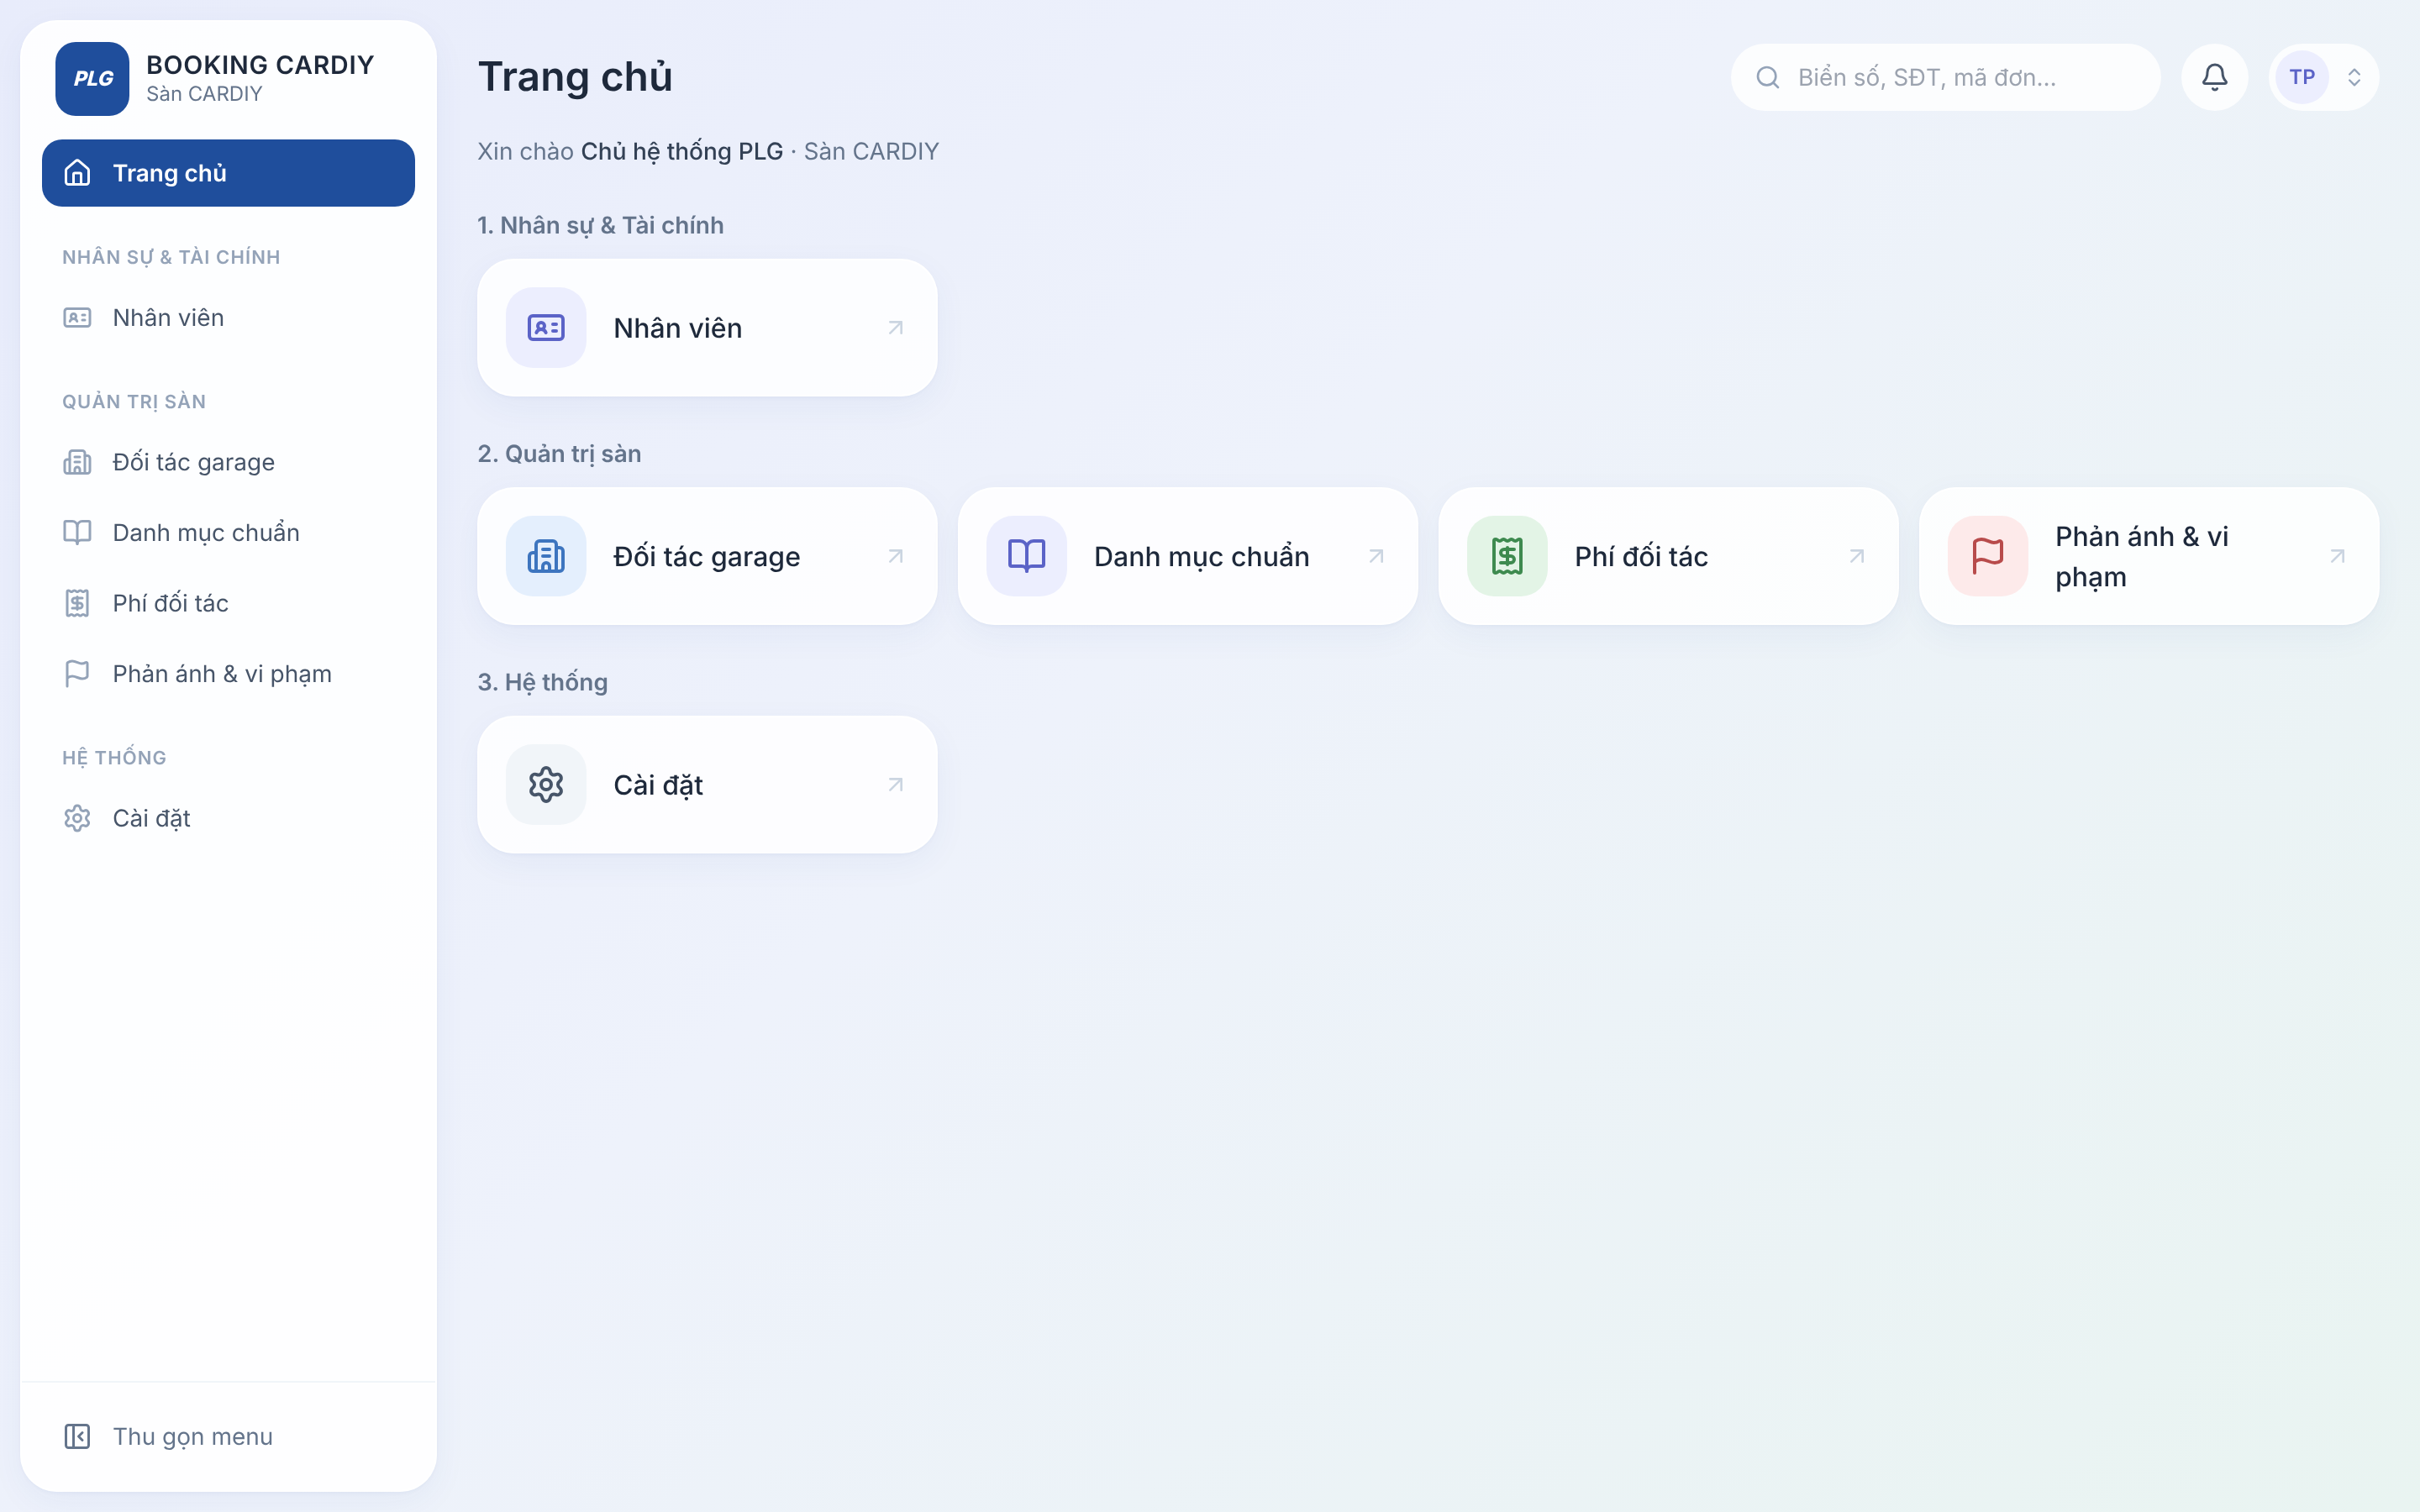 PLG
BOOKING CARDIY
Sàn CARDIY
Trang chủ
NHÂN SỰ & TÀI CHÍNH
Nhân viên
QUẢN TRỊ SÀN
Đối tác garage
Danh mục chuẩn
Phí đối tác
Phản ánh & vi phạm
HỆ THỐNG
Cài đặt
Thu gọn menu
Trang chủ
Biển số, SĐT, mã đơn...
TP
Xin chào Chủ hệ thống PLG · Sàn CARDIY
1. Nhân sự & Tài chính
Nhân viên
2. Quản trị sàn
Đối tác garage
Danh mục chuẩn
Phí đối tác
Phản ánh & vi
phạm
3. Hệ thống
Cài đặt